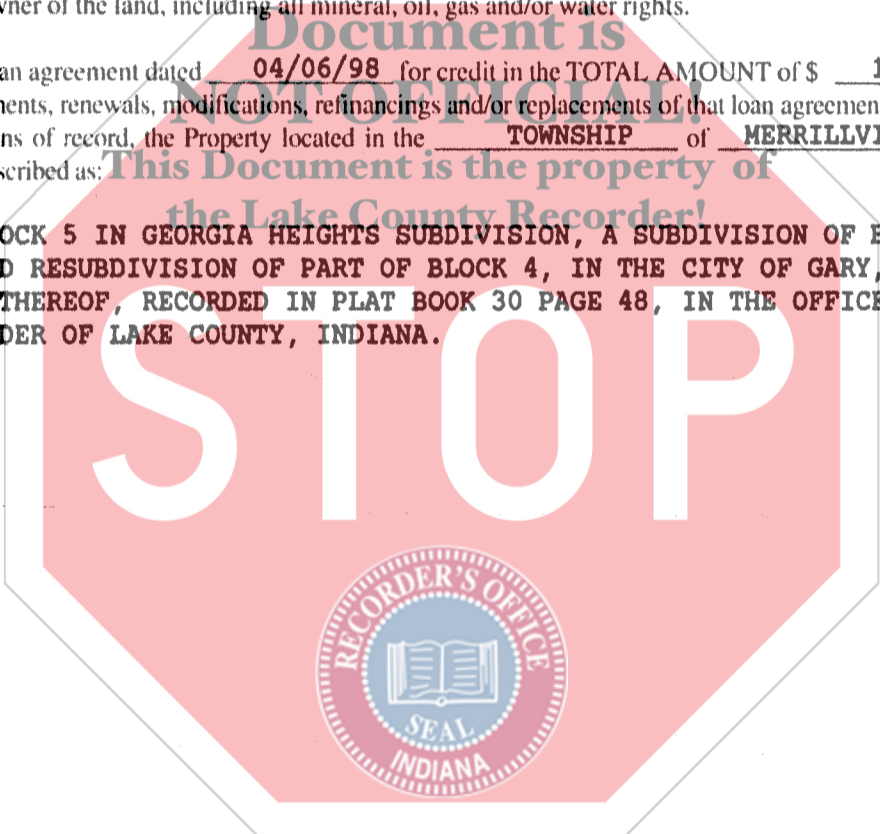 wner of the land, including all mineral, oil, gas and/or water rights.
Document is
an agreement dated 04/06/98 for credit in the TOTAL AMOUNT of $ 1
NOT OFFICIAL!
ments, renewals, modifications, refinancings and/or replacements of that loan agreemen
ns of record, the Property located in the TOWNSHIP of MERRILLVI
scribed as:
This Document is the property of
the Lake County Recorder!
OCK 5 IN GEORGIA HEIGHTS SUBDIVISION, A SUBDIVISION OF
D RESUBDIVISION OF PART OF BLOCK 4, IN THE CITY OF GARY,
THEREOF, RECORDED IN PLAT BOOK 30 PAGE 48, IN THE OFFICE
DER OF LAKE COUNTY, INDIANA.
STOP
RECORDER'S OFFICE
SEAL
INDIANA